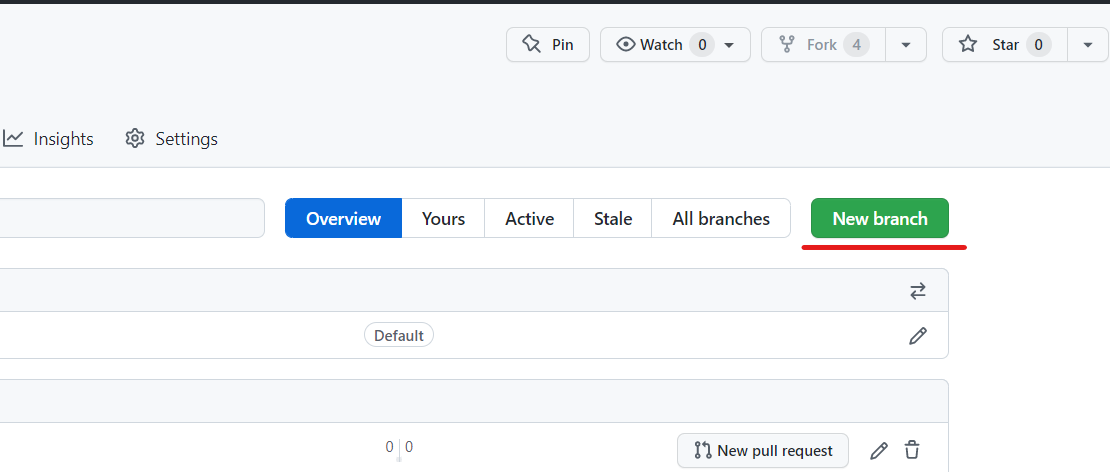 Pin Watch 0 Fork 4 Star 0
Insights Settings
Overview Yours Active Stale All branches New branch
Default
0 0 New pull request